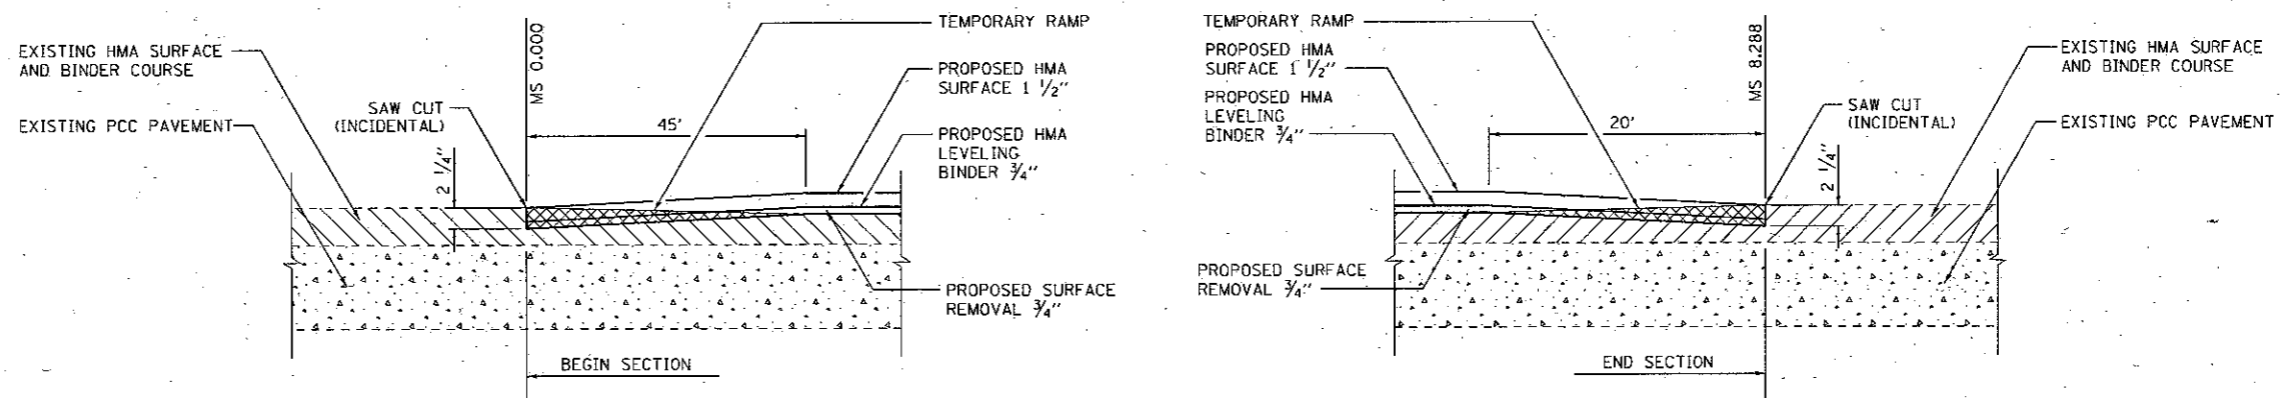 TEMPORARY RAMP
EXISTING HMA SURFACE
AND BINDER COURSE
MS 0.000
PROPOSED HMA
SURFACE 1 1/2"
SAW CUT
(INCIDENTAL)
45'
EXISTING PCC PAVEMENT
PROPOSED HMA
LEVELING
BINDER 3/4"
2 1/4"
PROPOSED SURFACE
REMOVAL 3/4"
BEGIN SECTION
TEMPORARY RAMP
PROPOSED HMA
SURFACE 1 1/2"
MS 8.288
EXISTING HMA SURFACE
AND BINDER COURSE
PROPOSED HMA
LEVELING
BINDER 3/4"
20'
SAW CUT
(INCIDENTAL)
EXISTING PCC PAVEMENT
2 1/4"
PROPOSED SURFACE
REMOVAL 3/4"
END SECTION